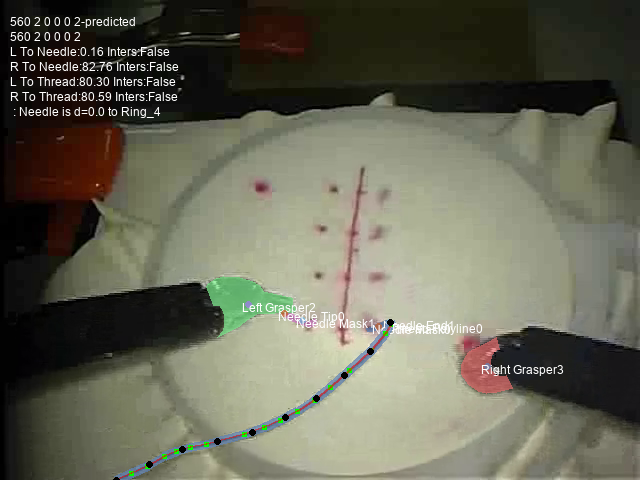 560 2 0 0 0 2-predicted
560 2 0 0 0 2
L To Needle:0.16 Inters:False
R To Needle:82.76 Inters:False
L To Thread:80.30 Inters:False
R To Thread:80.59 Inters:False
: Needle is d=0.0 to Ring_4
Left Grasper2
Needle Tip0
Needle Mask1
Right Grasper3